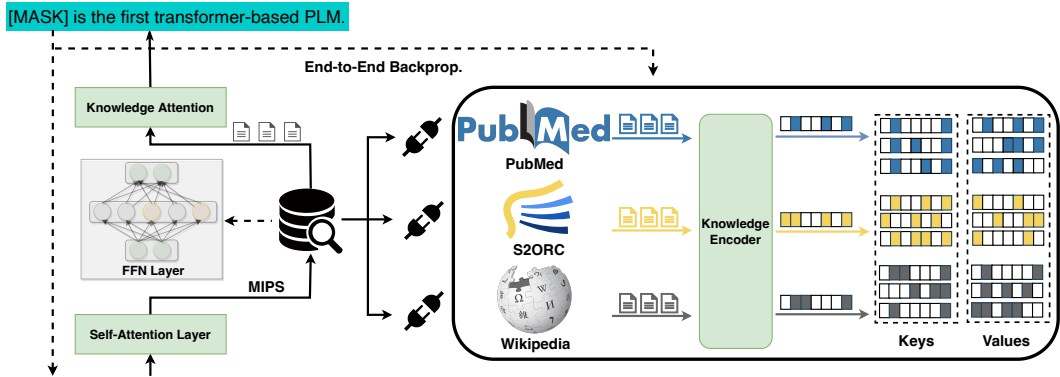 [MASK] is the first transformer-based PLM.
End-to-End Backprop.
Knowledge Attention
FFN Layer
MIPS
Self-Attention Layer
PubMed
PubMed
S2ORC
Wikipedia
Knowledge
Encoder
Keys
Values